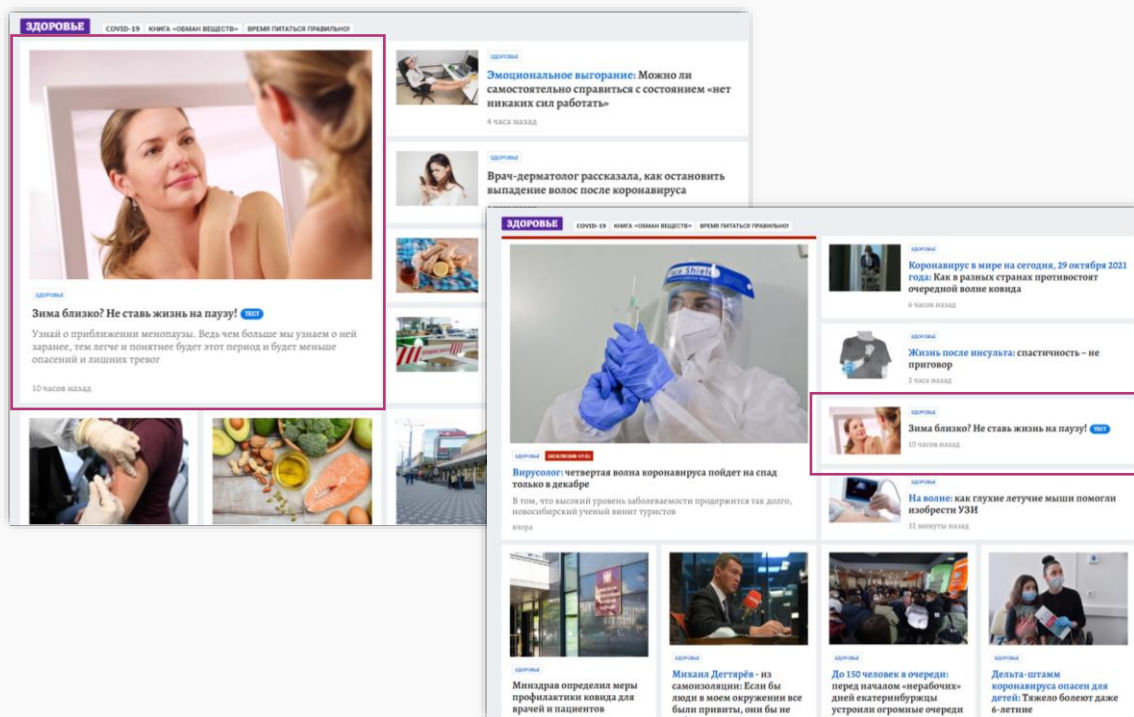 ЗДОРОВЬЕ
COVID-19 КНИГА «ОБМАН ВЕЩЕСТВ» ВРЕМЯ ПИТАТЬСЯ ПРАВИЛЬНО!
ЗДОРОВЬЕ
Зима близко? Не ставь жизнь на паузу! ТЕСТ
Узнай о приближении менопаузы. Ведь чем больше мы узнаем о ней
заранее, тем легче и понятнее будет этот период и будет меньше
опасений и лишних тревог
10 часов назад
ЗДОРОВЬЕ
Эмоциональное выгорание: Можно ли
самостоятельно справиться с состоянием «нет
никаких сил работать»
4 часа назад
ЗДОРОВЬЕ
Врач-дерматолог рассказала, как остановить
выпадение волос после коронавируса
ЗДОРОВЬЕ
COVID-19 КНИГА «ОБМАН ВЕЩЕСТВ» ВРЕМЯ ПИТАТЬСЯ ПРАВИЛЬНО!
Face Shield
ЗДОРОВЬЕ ЭКСКЛЮЗИВ KP.RU
Вирусолог: четвертая волна коронавируса пойдет на спад
только в декабре
В том, что высокий уровень заболеваемости продержится так долго,
новосибирский ученый винит туристов
вчера
ЗДОРОВЬЕ
Коронавирус в мире на сегодня, 29 октября 2021
года: Как в разных странах противостоят
очередной волне ковида
6 часов назад
ЗДОРОВЬЕ
Жизнь после инсульта: спастичность – не
приговор
2 часа назад
ЗДОРОВЬЕ
Зима близко? Не ставь жизнь на паузу! ТЕСТ
10 часов назад
ЗДОРОВЬЕ
На волне: как глухие летучие мыши помогли
изобрести УЗИ
51 минуты назад
ЗДОРОВЬЕ
Минздрав определил меры
профилактики ковида для
врачей и пациентов
ЗДОРОВЬЕ
Михаил Дегтярёв - из
самоизоляции: Если бы
люди в моем окружении все
были привиты, они бы не
ЗДОРОВЬЕ
До 150 человек в очереди:
перед началом «нерабочих»
дней екатеринбуржцы
устроили огромные очереди
ЗДОРОВЬЕ
Дельта-штамм
коронавируса опасен для
детей: Тяжело болеют даже
6-летние